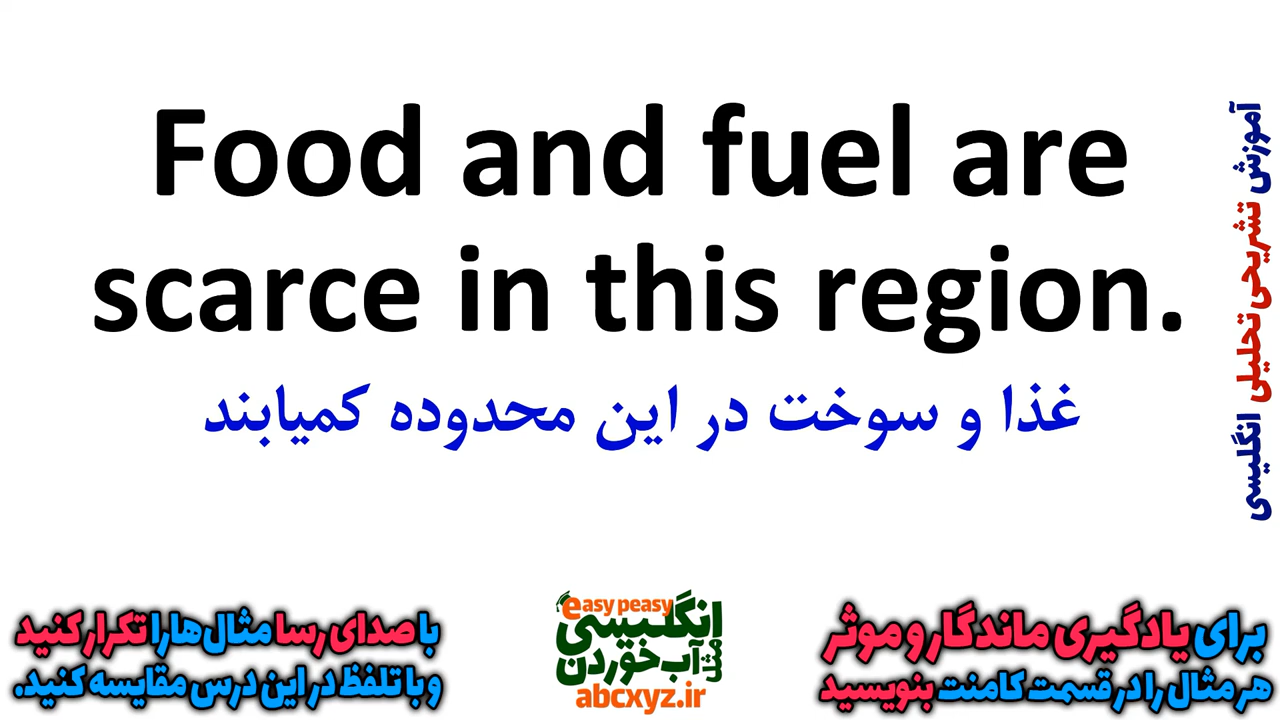 Food and fuel are
scarce in this region.
غذا و سوخت در این محدوده کمیابند
آموزش تشریحی تحلیلی انگلیسی
برای یادگیری ماندگار و موثر
هر مثال را در قسمت کامنت بنویسید
easy peasy
انگلیسی
مثل آب خوردن
abcxyz.ir
با صدای رسا مثال‌ها را تکرار کنید
و با تلفظ در این درس مقایسه کنید.